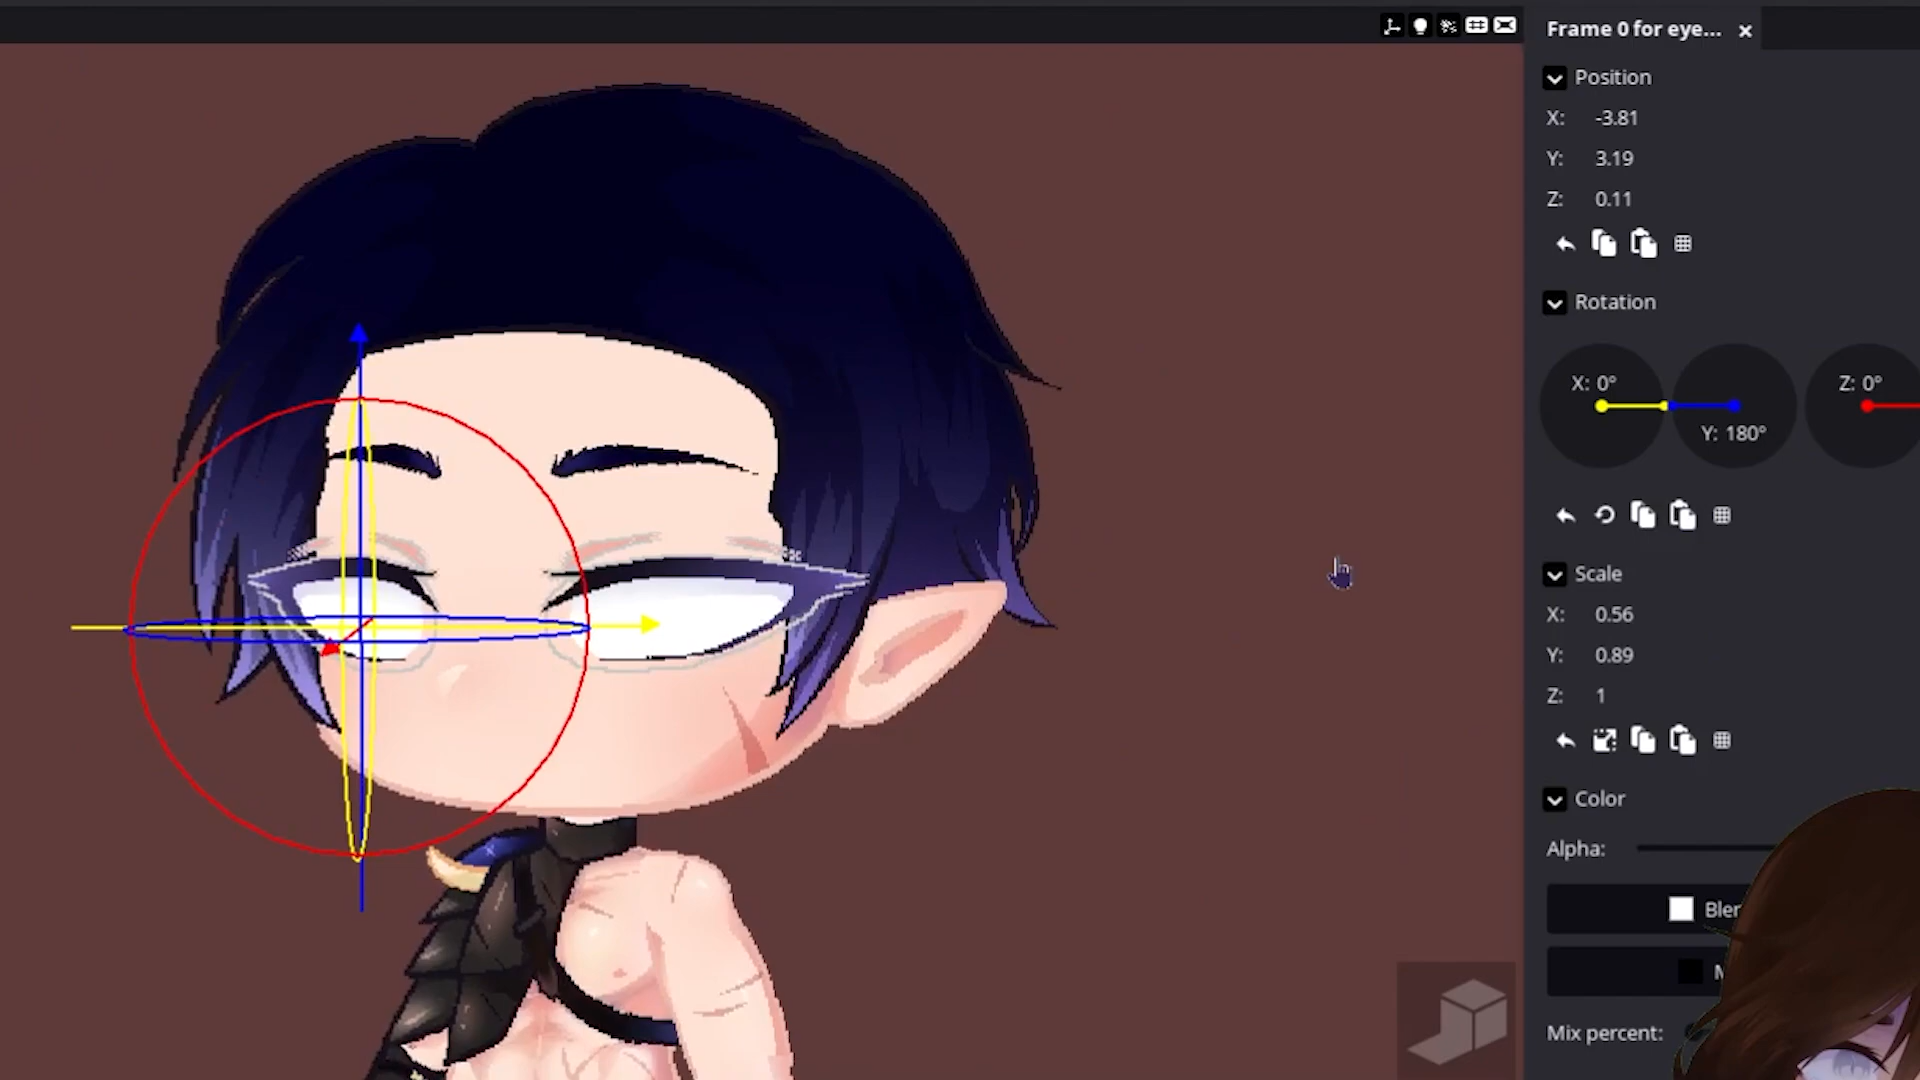 Frame 0 for eye...
Position
X: -3.81
Y: 3.19
Z: 0.11
Rotation
X: 0°
Y: 180°
Z: 0°
Scale
X: 0.56
Y: 0.89
Z: 1
Color
Alpha:
Mix percent: